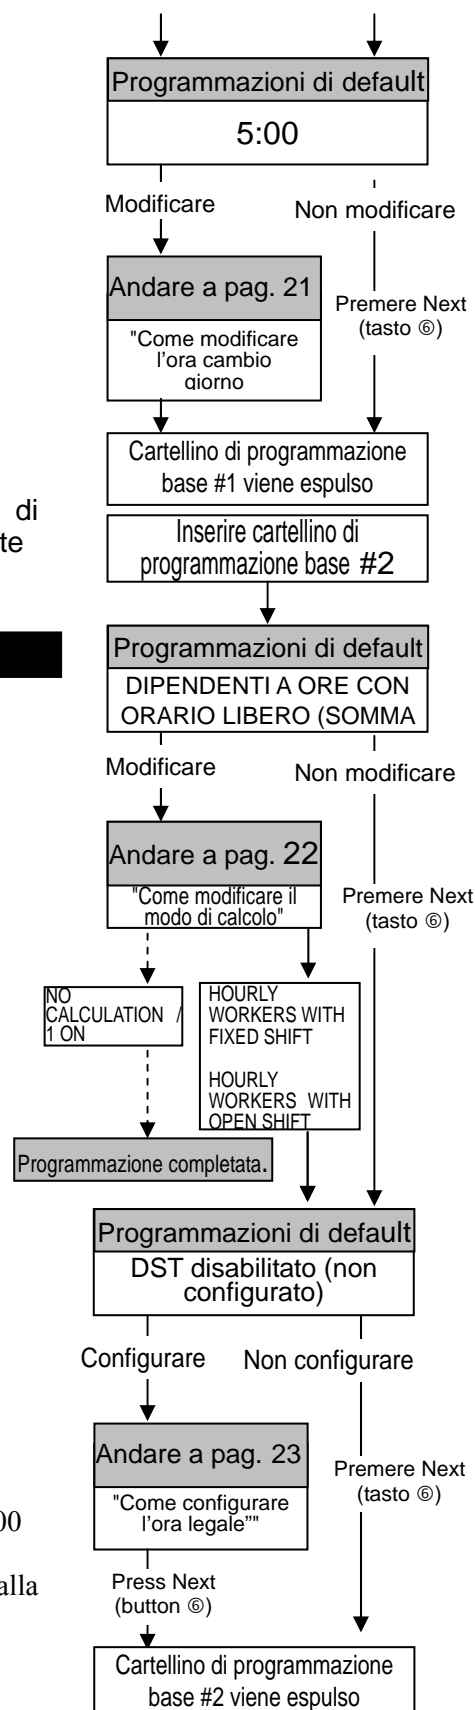 Programmazioni di default
5:00
Modificare
Non modificare
Andare a pag. 21
"Come modificare
l'ora cambio
giorno
Premere Next
(tasto ⑥)
Cartellino di programmazione
base #1 viene espulso
di
te
Inserire cartellino di
programmazione base #2
Programmazioni di default
DIPENDENTI A ORE CON
ORARIO LIBERO (SOMMA
Modificare
Non modificare
Andare a pag. 22
"Come modificare il
modo di calcolo"
Premere Next
(tasto ⑥)
NO
CALCULATION /
1 ON
HOURLY
WORKERS WITH
FIXED SHIFT
HOURLY
WORKERS WITH
OPEN SHIFT
Programmazione completata.
Programmazioni di default
DST disabilitato (non
configurato)
Configurare
Non configurare
Andare a pag. 23
"Come configurare
l'ora legale”"
Premere Next
(tasto ⑥)
00
alla
Press Next
(button ⑥)
Cartellino di programmazione
base #2 viene espulso